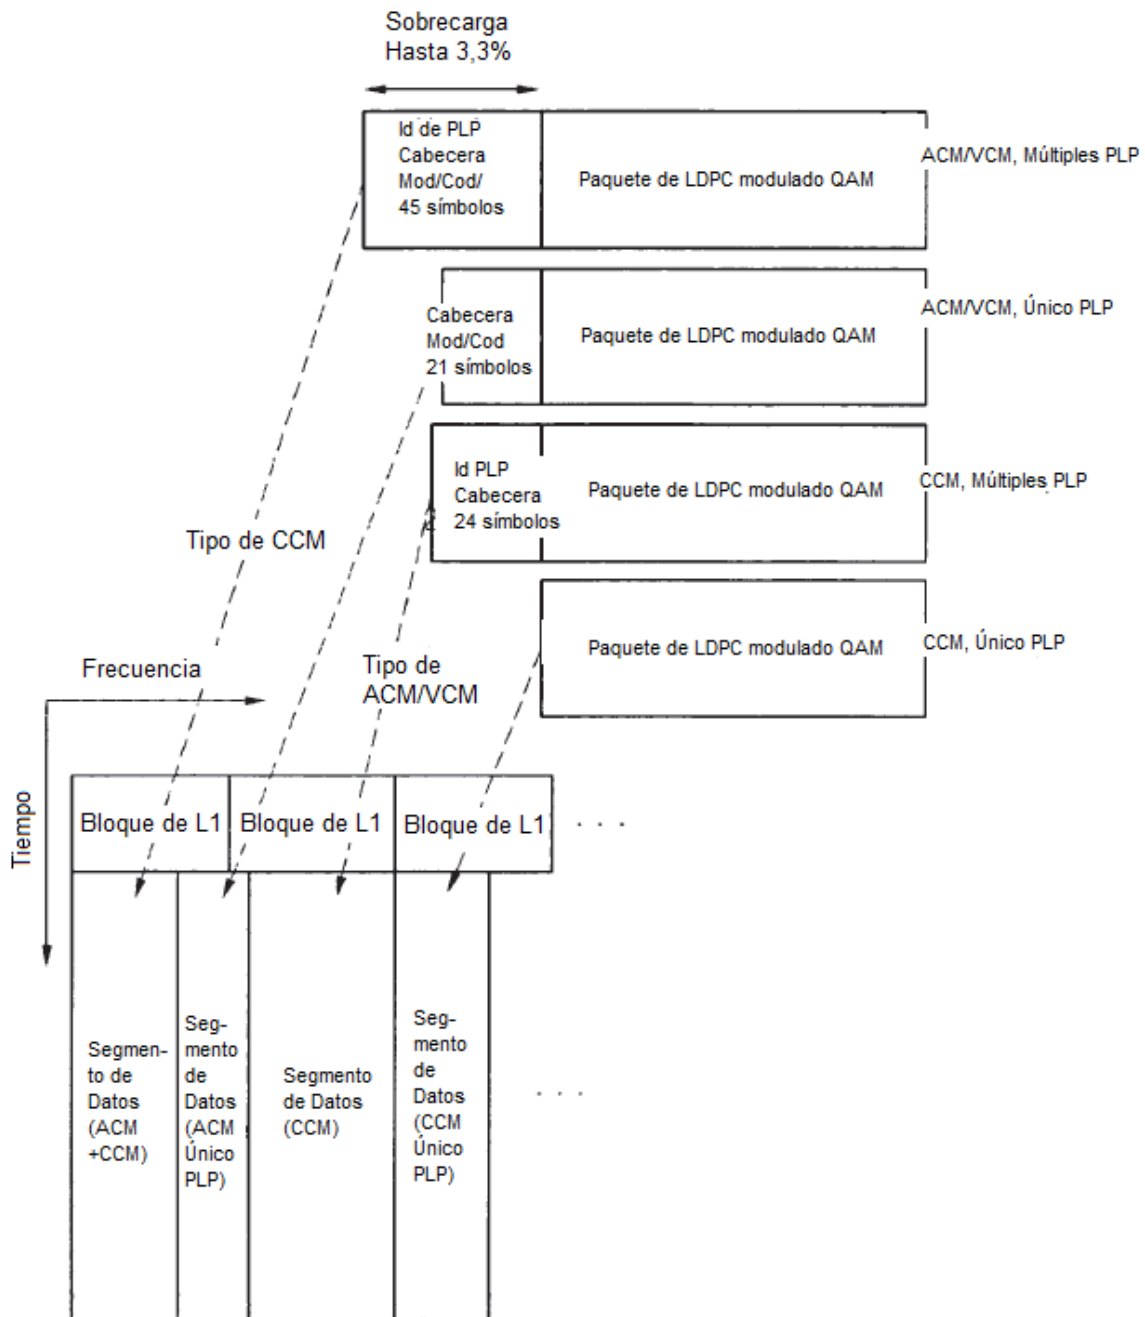 Sobrecarga
Hasta 3,3%
Id de PLP
Cabecera
Mod/Cod/
45 símbolos
Paquete de LDPC modulado QAM
ACM/VCM, Múltiples PLP
Cabecera
Mod/Cod
21 símbolos
Paquete de LDPC modulado QAM
ACM/VCM, Único PLP
Id PLP
Cabecera
24 símbolos
Paquete de LDPC modulado QAM
CCM, Múltiples PLP
Tipo de CCM
Paquete de LDPC modulado QAM
CCM, Único PLP
Tipo de
ACM/VCM
Frecuencia
Tiempo
Bloque de L1
Bloque de L1
Bloque de L1
. . .
Segmen-
to de
Datos
(ACM
+CCM)
Seg-
mento
de
Datos
(ACM
Único
PLP)
Segmento
de Datos
(CCM)
Seg-
mento
de
Datos
(CCM
Único
PLP)
. . .